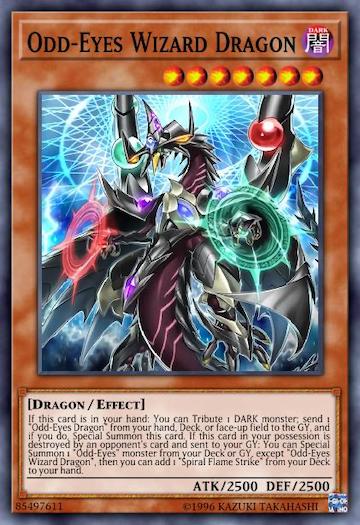 Odd-Eyes Wizard Dragon
DARK
闇
[Dragon / Effect]
If this card is in your hand: You can Tribute 1 DARK monster; send 1
"Odd-Eyes Dragon" from your hand, Deck, or face-up field to the GY, and
if you do, Special Summon this card. If this card in your possession is
destroyed by an opponent's card and sent to your GY: You can Special
Summon 1 "Odd-Eyes" monster from your Deck or GY, except "Odd-Eyes
Wizard Dragon", then you can add 1 "Spiral Flame Strike" from your Deck
to your hand.
ATK/2500 DEF/2500
85497611
©1996 KAZUKI TAKAHASHI